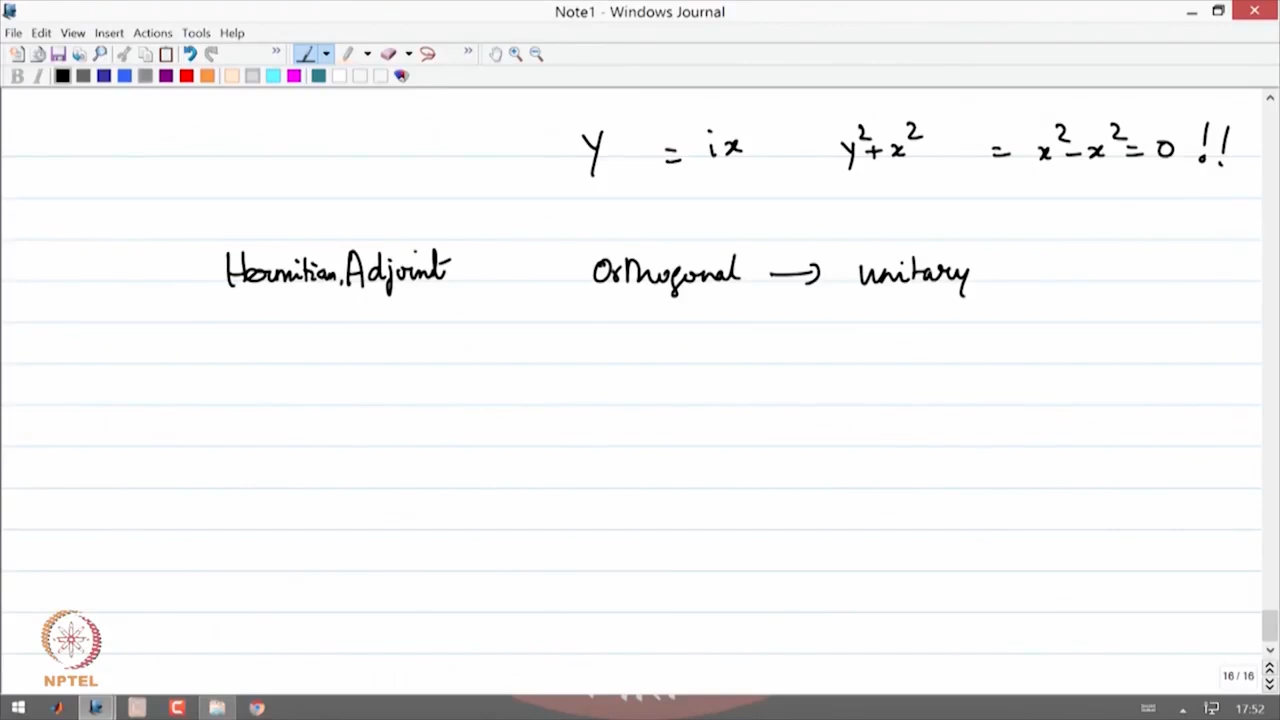 Note1 - Windows Journal
File Edit View Insert Actions Tools Help
Y = ix y²+x² = x²-x²=0 !!
Hermitian. Adjoint Orthogonal → unitary
NPTEL
16 / 16
17:52